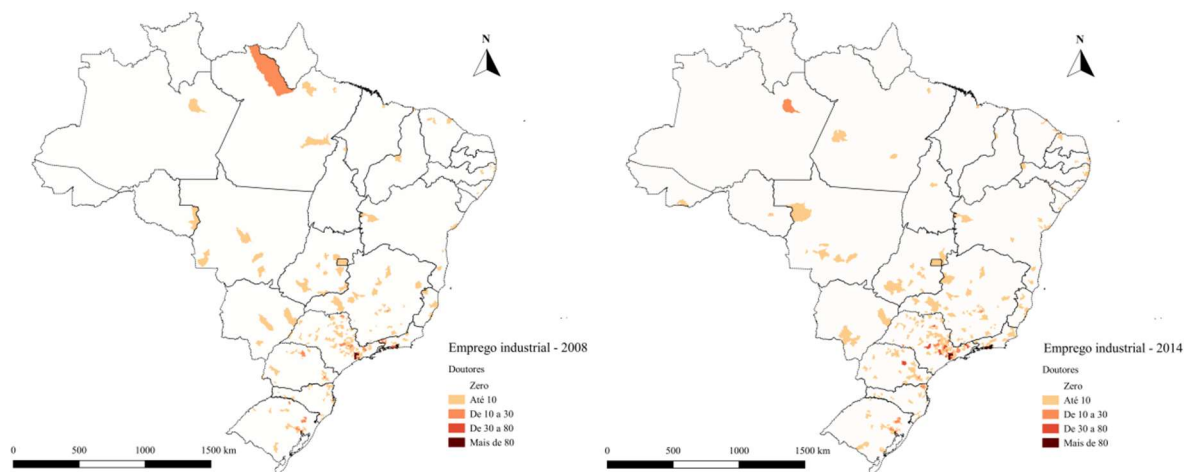 N
Emprego industrial - 2008
Doutores
Zero
Até 10
De 10 a 30
De 30 a 80
Mais de 80
0 500 1000 1500 km
N
Emprego industrial - 2014
Doutores
Zero
Até 10
De 10 a 30
De 30 a 80
Mais de 80
0 500 1000 1500 km